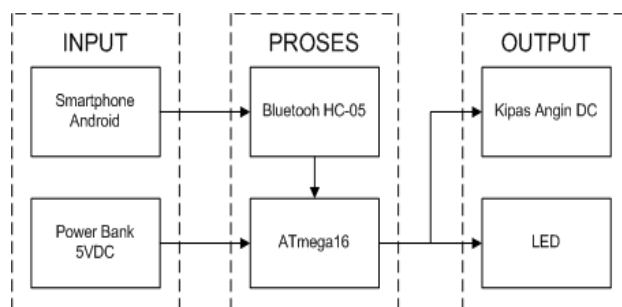 INPUT
PROSES
OUTPUT
Smartphone
Android
Bluetooh HC-05
Kipas Angin DC
Power Bank
5VDC
ATmega16
LED